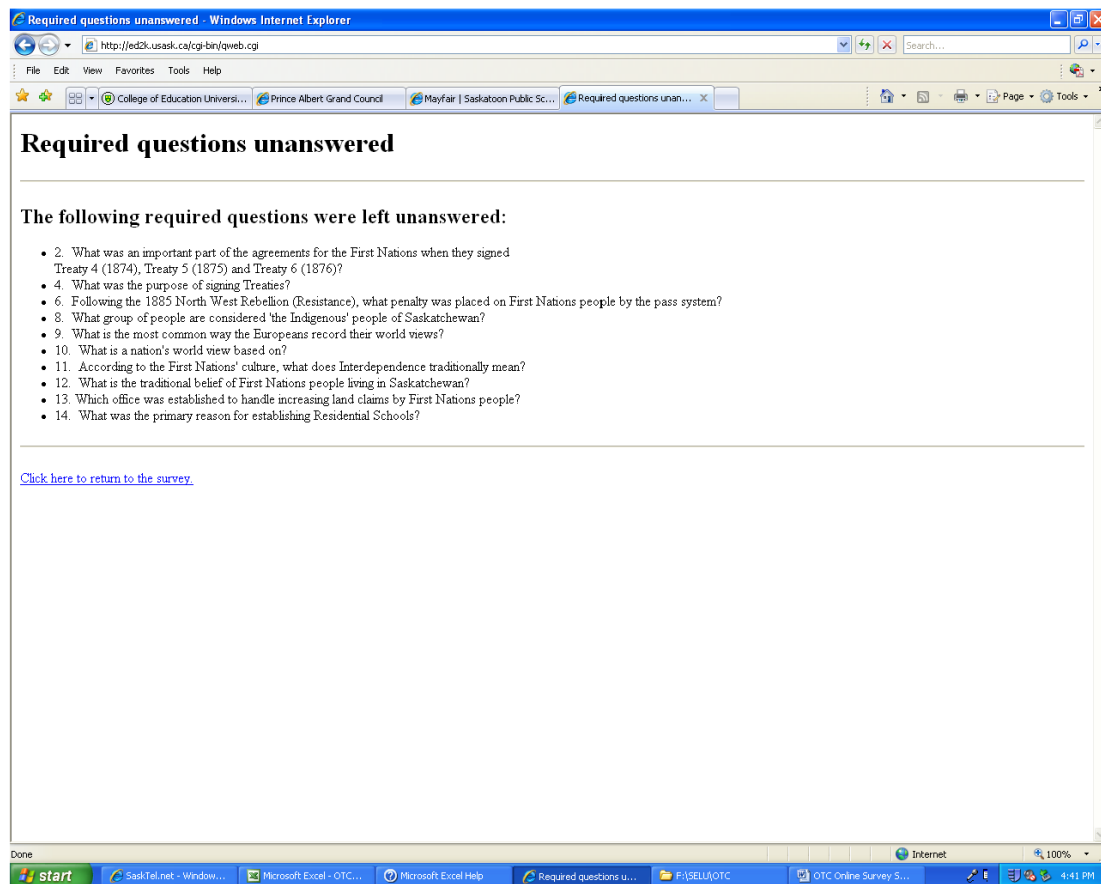 Required questions unanswered - Windows Internet Explorer
http://ed2k.usask.ca/cgi-bin/qweb.cgi
Search...
File Edit View Favorites Tools Help
College of Education Universi... Prince Albert Grand Council Mayfair | Saskatoon Public Sc... Required questions unan... X Page Tools
Required questions unanswered
The following required questions were left unanswered:
• 2. What was an important part of the agreements for the First Nations when they signed
Treaty 4 (1874), Treaty 5 (1875) and Treaty 6 (1876)?
• 4. What was the purpose of signing Treaties?
• 6. Following the 1885 North West Rebellion (Resistance), what penalty was placed on First Nations people by the pass system?
• 8. What group of people are considered 'the Indigenous' people of Saskatchewan?
• 9. What is the most common way the Europeans record their world views?
• 10. What is a nation's world view based on?
• 11. According to the First Nations' culture, what does Interdependence traditionally mean?
• 12. What is the traditional belief of First Nations people living in Saskatchewan?
• 13. Which office was established to handle increasing land claims by First Nations people?
• 14. What was the primary reason for establishing Residential Schools?
Click here to return to the survey.
Done Internet 100%
start SaskTel.net - Window... Microsoft Excel - OTC... Microsoft Excel Help Required questions u... F:\SELU\OTC OTC Online Survey S... 4:41 PM